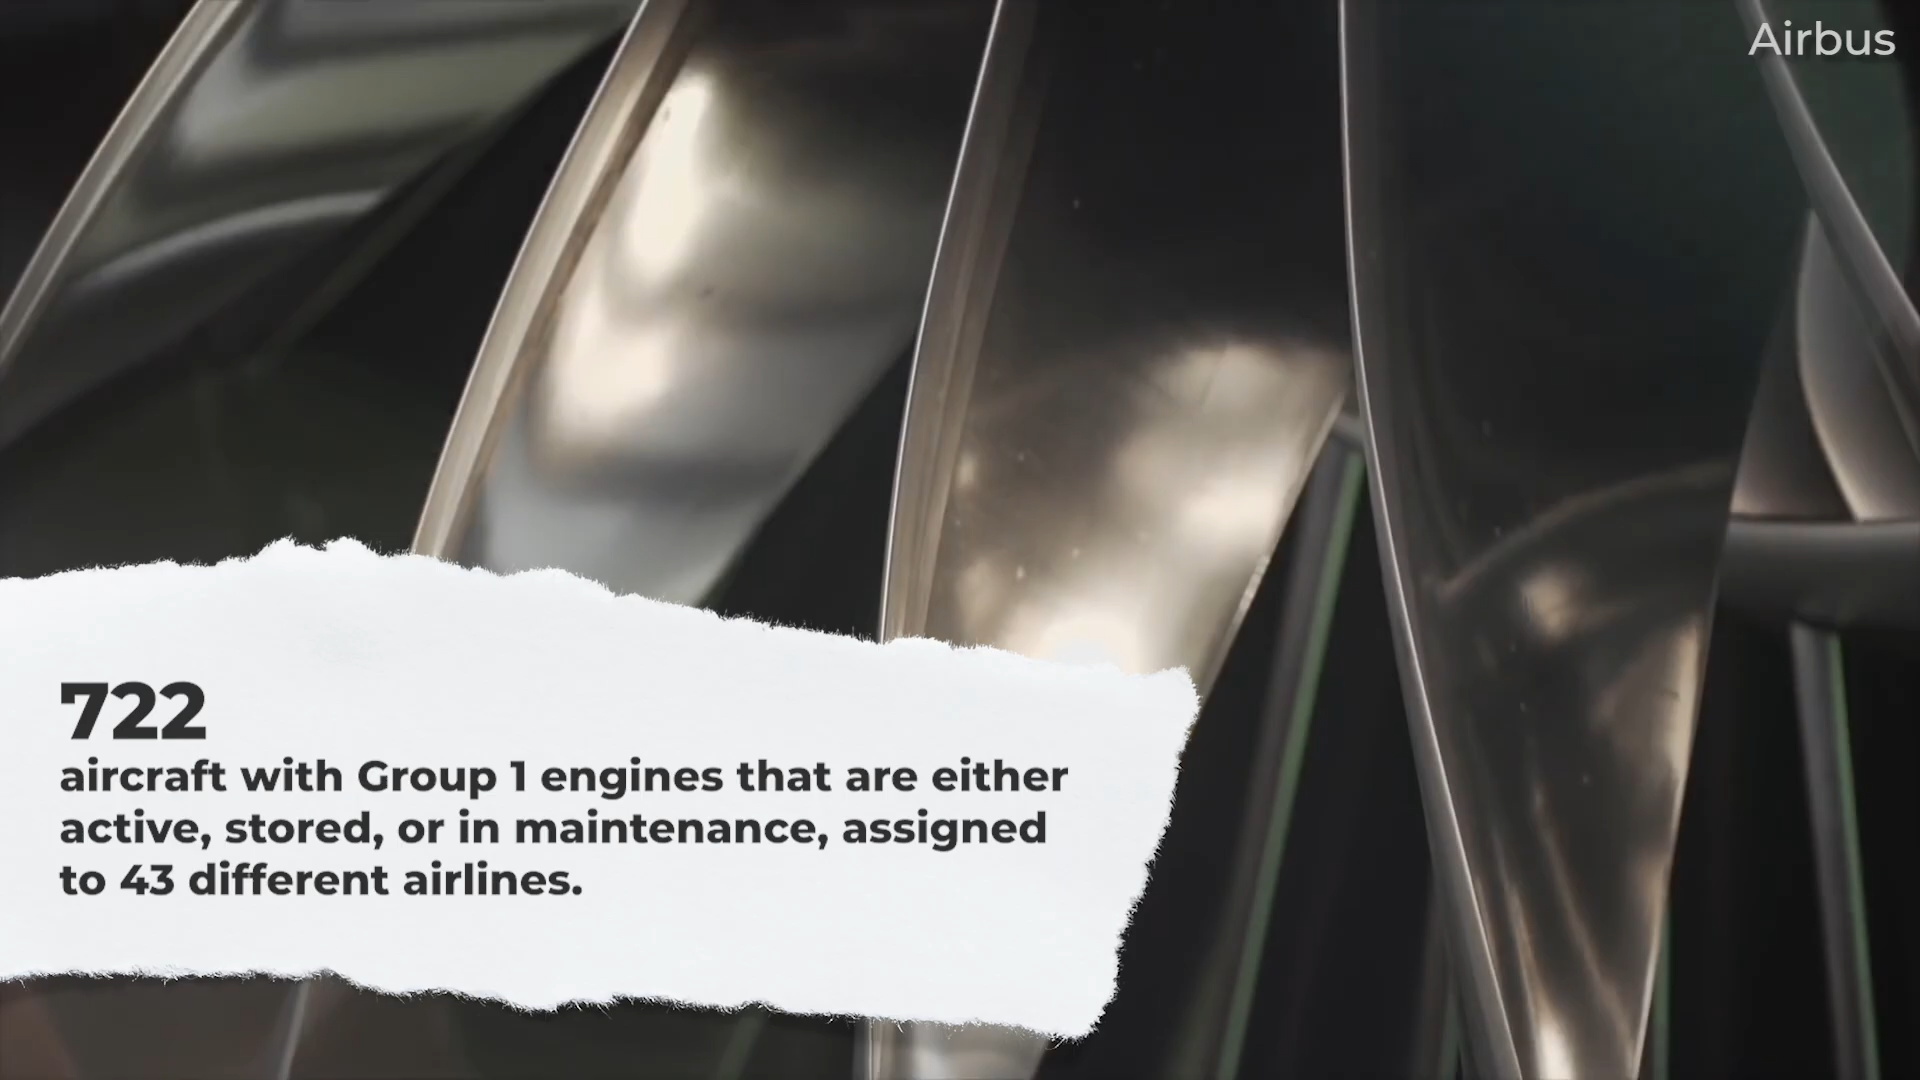 Airbus
722
aircraft with Group 1 engines that are either
active, stored, or in maintenance, assigned
to 43 different airlines.